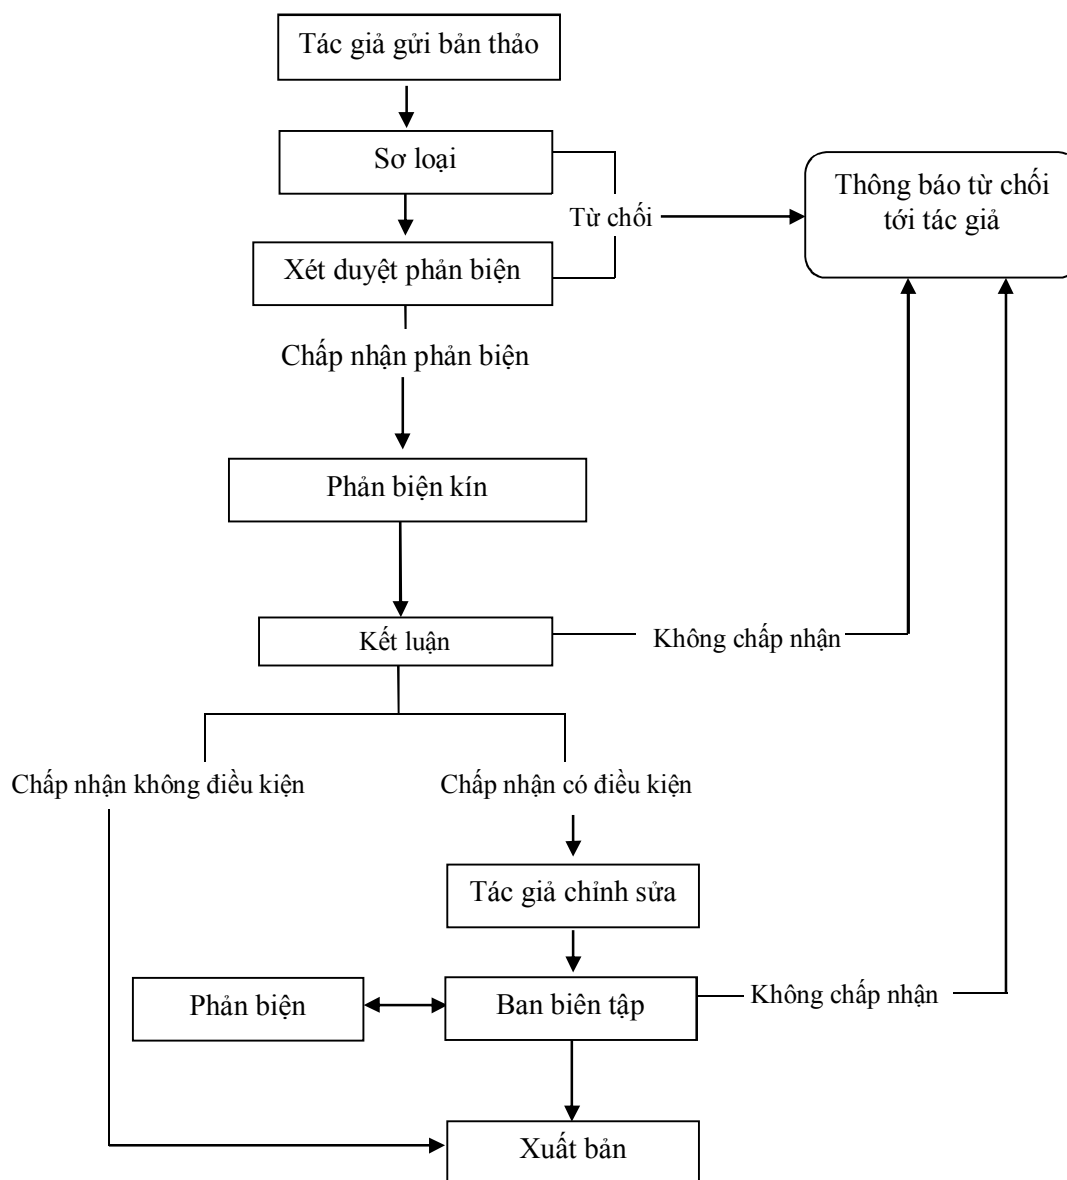 Tác giả gửi bản thảo
Sơ loại
Thông báo từ chối
tới tác giả
Từ chối
Xét duyệt phản biện
Chấp nhận phản biện
Phản biện kín
Kết luận
Không chấp nhận
Chấp nhận không điều kiện
Chấp nhận có điều kiện
Tác giả chỉnh sửa
Phản biện
Ban biên tập
Không chấp nhận
Xuất bản